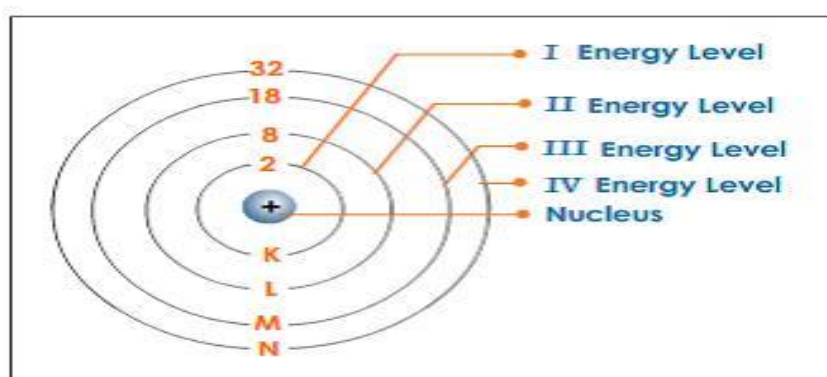 32
18
8
2
+
K
L
M
N
I Energy Level
II Energy Level
III Energy Level
IV Energy Level
Nucleus